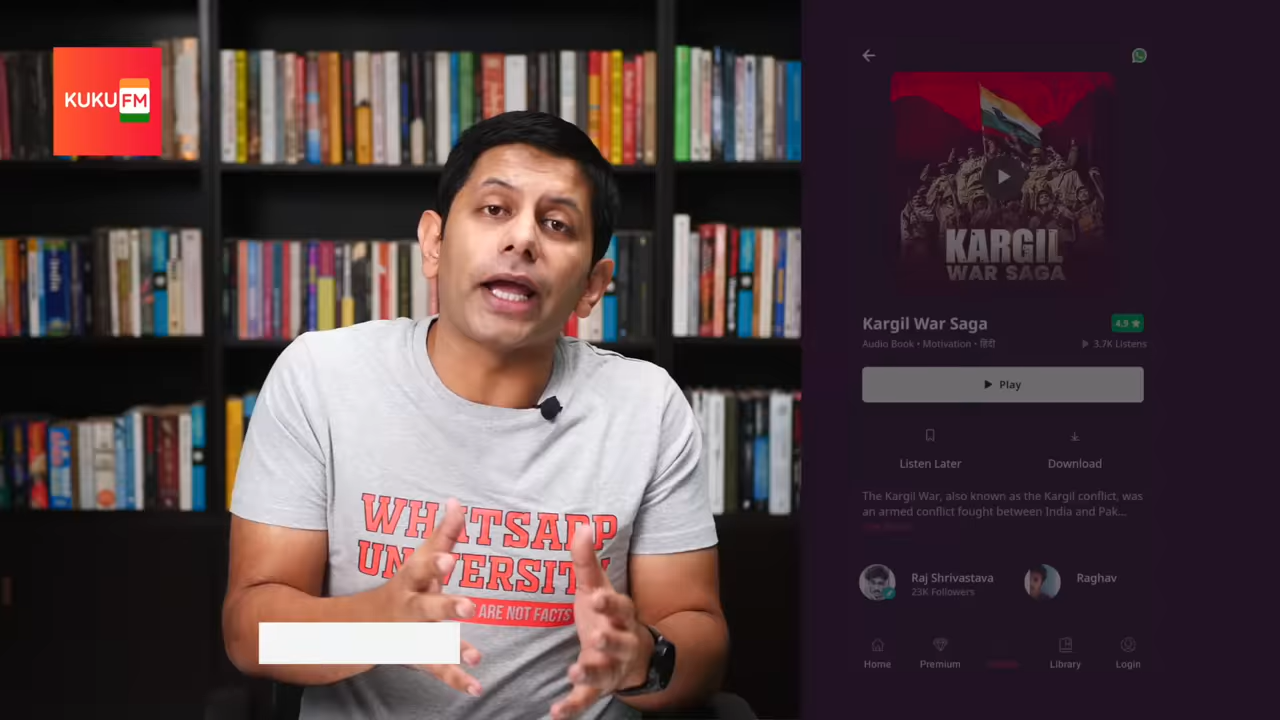 KUKU FM
KARGIL
WAR SAGA
Kargil War Saga
4.9 ★
Audio Book • Motivation • हिंदी
3.7K Listens
Play
Listen Later
Download
The Kargil War, also known as the Kargil conflict, was
an armed conflict fought between India and Pak...
Raj Shrivastava
23K Followers
Raghav
Home
Premium
Library
Login
WHATSAPP
ARE NOT FACTS